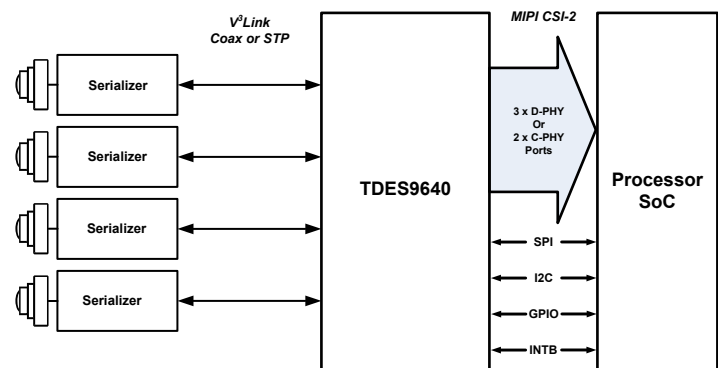 V³Link
Coax or STP
MIPI CSI-2
Serializer
Serializer
Serializer
Serializer
TDES9640
3 x D-PHY
Or
2 x C-PHY
Ports
SPI
I2C
GPIO
INTB
Processor
SoC